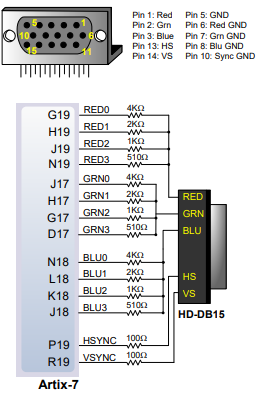 Pin 1: Red Pin 5: GND
Pin 2: Grn Pin 6: Red GND
Pin 3: Blue Pin 7: Grn GND
Pin 13: HS Pin 8: Blu GND
Pin 14: VS Pin 10: Sync GND
5 1
10 6
15 11
G19 RED0 4KΩ
H19 RED1 2KΩ
J19 RED2 1KΩ
N19 RED3 510Ω
J17 GRN0 4KΩ
H17 GRN1 2KΩ
G17 GRN2 1KΩ
D17 GRN3 510Ω
N18 BLU0 4KΩ
L18 BLU1 2KΩ
K18 BLU2 1KΩ
J18 BLU3 510Ω
P19 HSYNC 100Ω
R19 VSYNC 100Ω
RED
GRN
BLU
HS
VS
HD-DB15
Artix-7